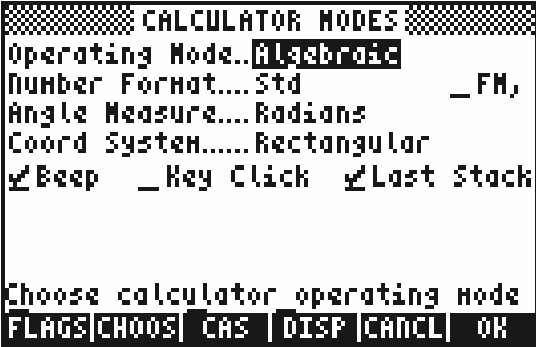 CALCULATOR MODES
Operating Mode..Algebraic
Number Format....Std _FM,
Angle Measure....Radians
Coord System......Rectangular
✓Beep _Key Click ✓Last Stack
Choose calculator operating mode
FLAGS CHOOS CAS DISP CANCL OK